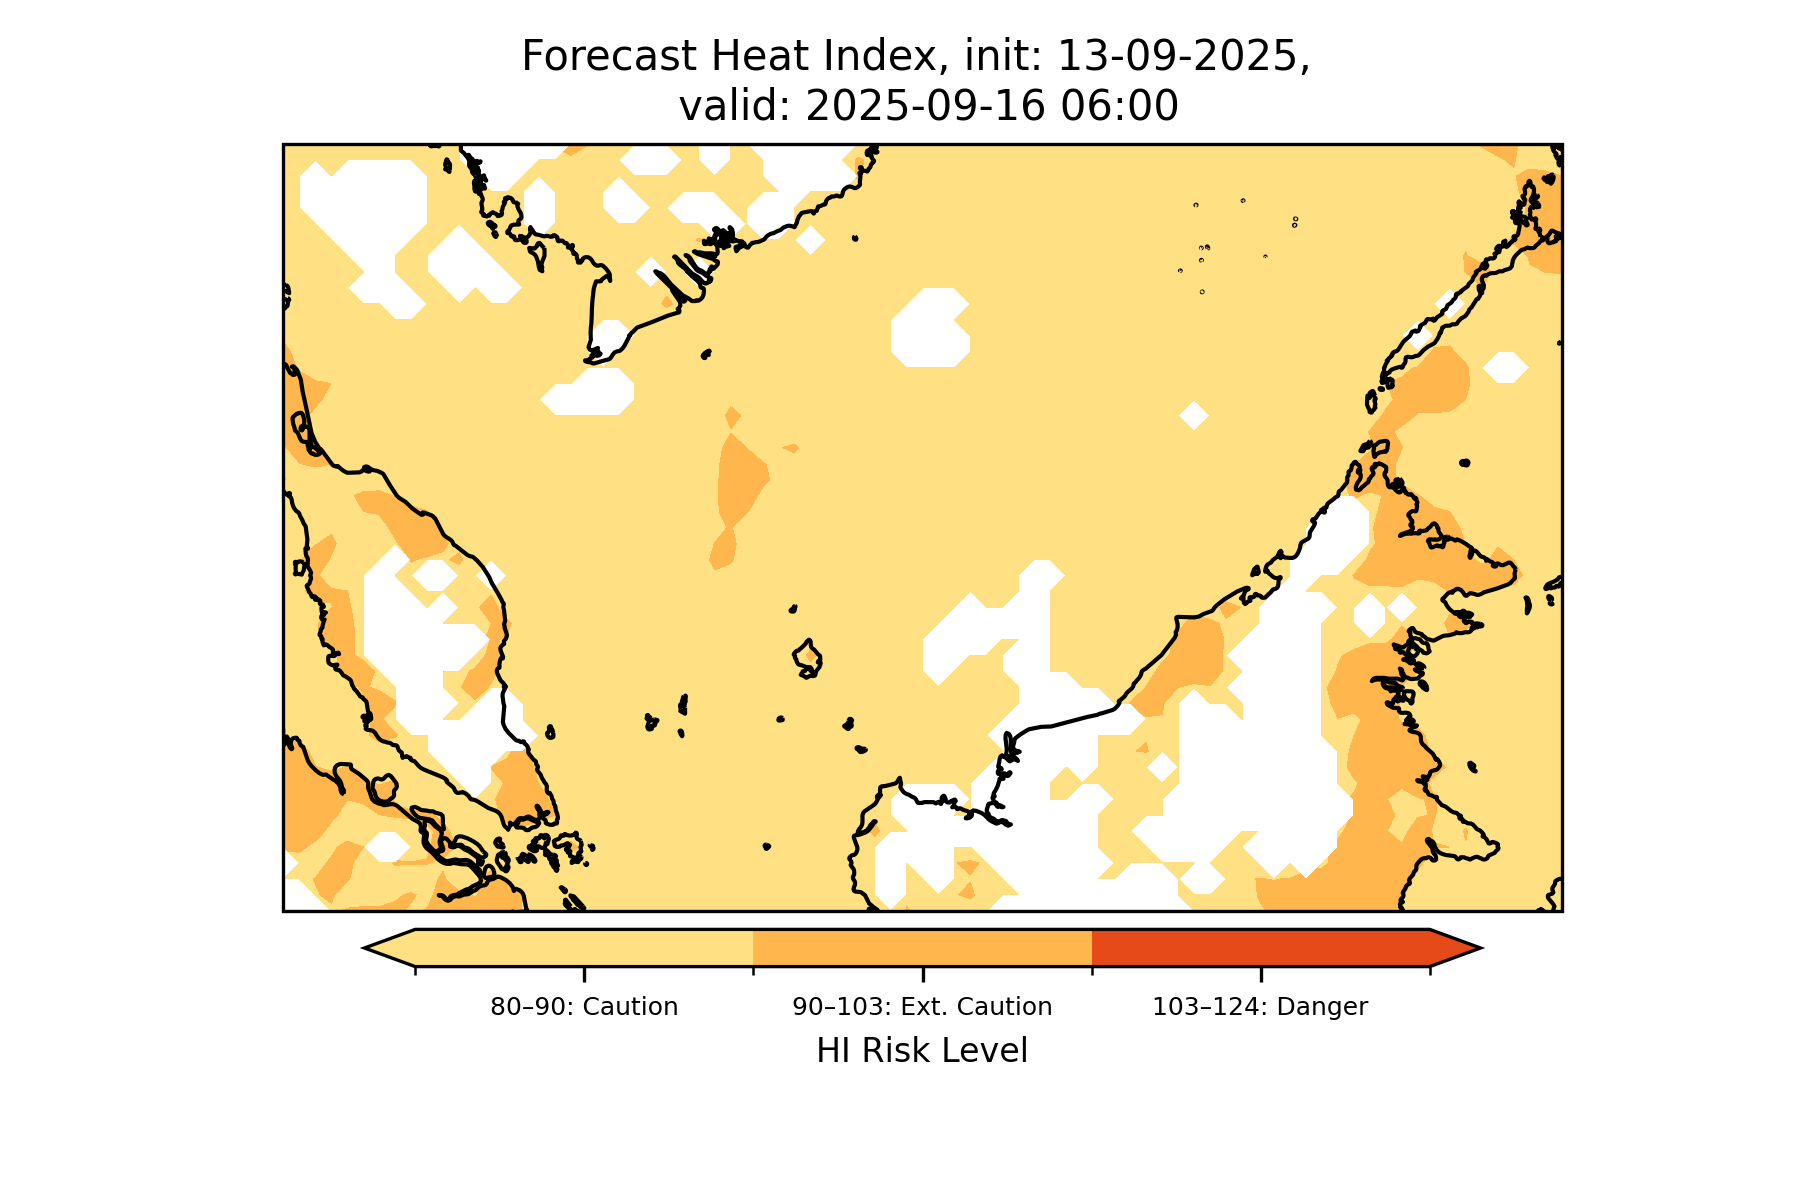 Forecast Heat Index, init: 13-09-2025,
valid: 2025-09-16 06:00
80–90: Caution
90–103: Ext. Caution
103–124: Danger
HI Risk Level